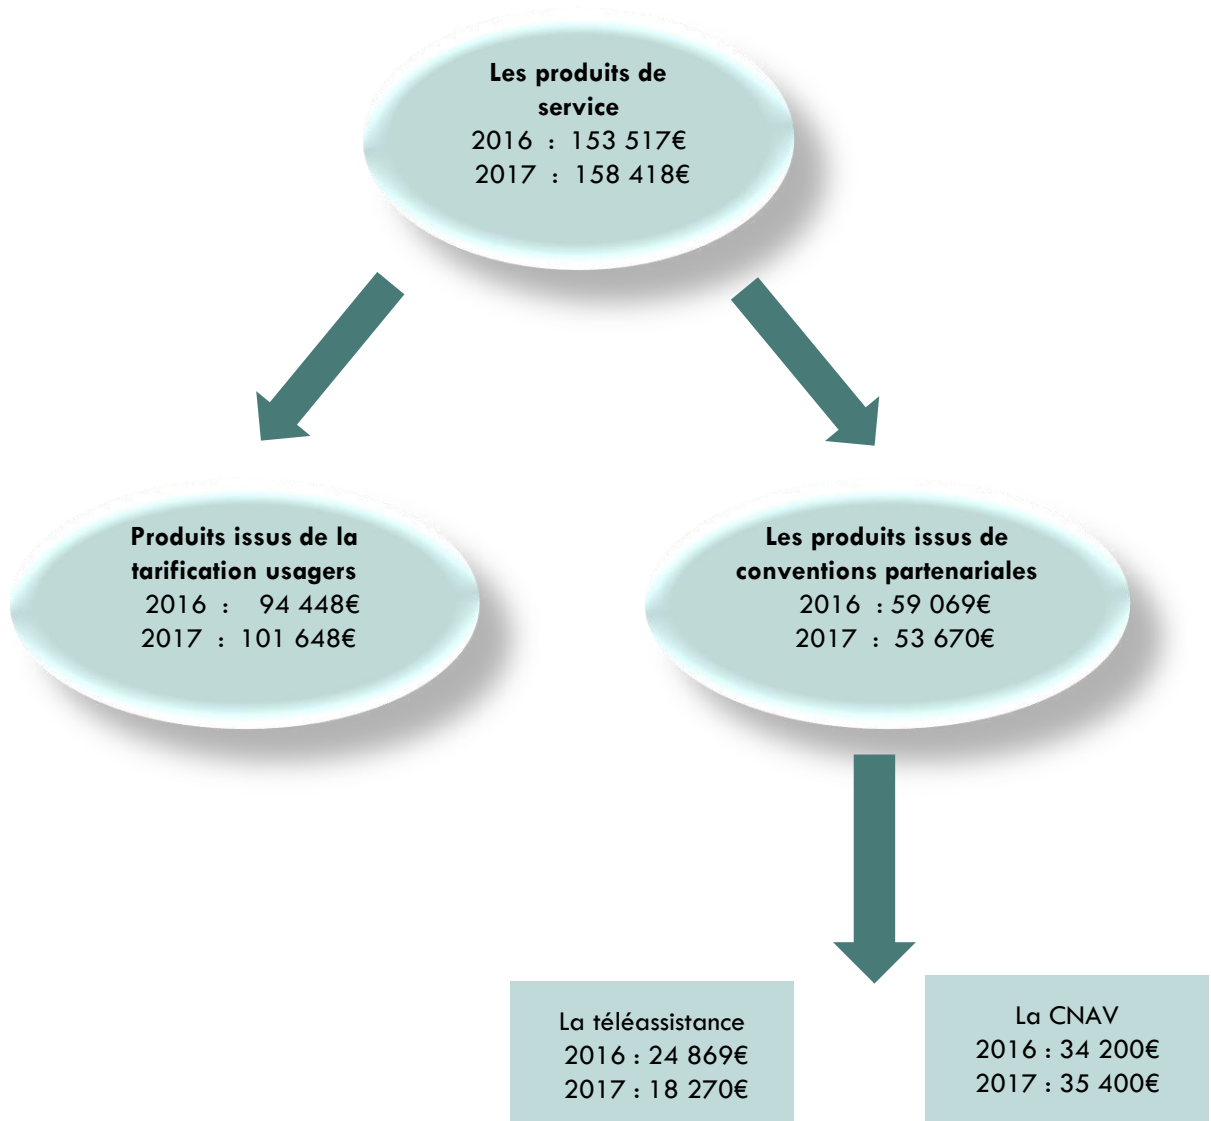 Les produits de
service
2016 : 153 517€
2017 : 158 418€
Produits issus de la
tarification usagers
2016 : 94 448€
2017 : 101 648€
Les produits issus de
conventions partenariales
2016 : 59 069€
2017 : 53 670€
La téléassistance
2016 : 24 869€
2017 : 18 270€
La CNAV
2016 : 34 200€
2017 : 35 400€